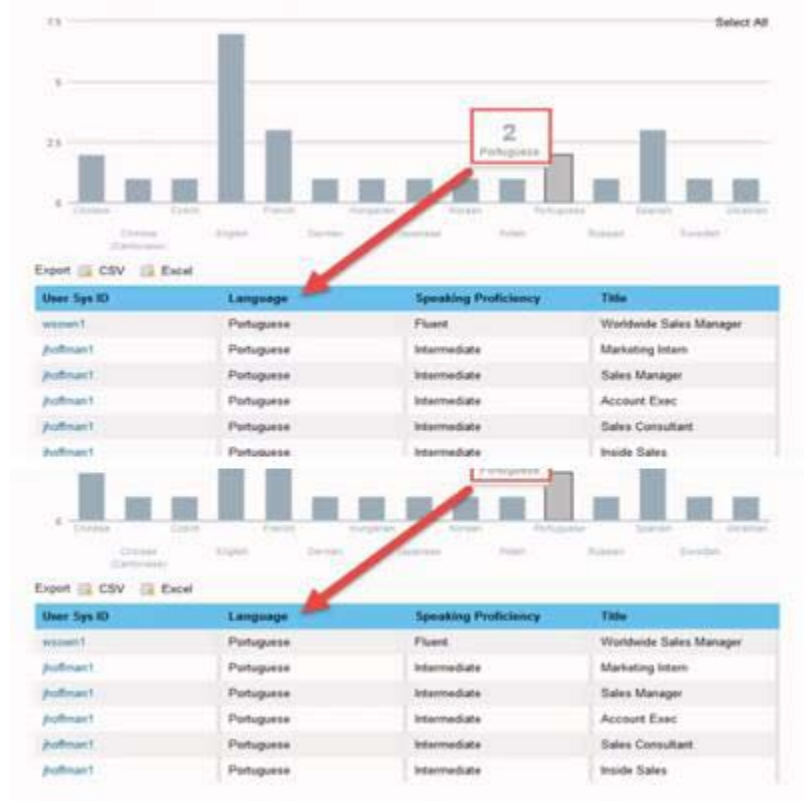 7.5
Select All
5
2.5
2
Portuguese
0
Chinese Czech French Hungarian Korean Portuguese Spanish Ukrainian
Chinese English German Japanese Polish Russian Swedish
(Cantonese)
Export CSV Excel
User Sys ID Language Speaking Proficiency Title
Portuguese Fluent Worldwide Sales Manager
jhoffman1 Portuguese Intermediate Marketing Intern
jhoffman1 Portuguese Intermediate Sales Manager
jhoffman1 Portuguese Intermediate Account Exec
jhoffman1 Portuguese Intermediate Sales Consultant
jhoffman1 Portuguese Intermediate Inside Sales
Portuguese
0
Chinese Czech French Hungarian Korean Portuguese Spanish Ukrainian
Chinese English German Japanese Polish Russian Swedish
(Cantonese)
Export CSV Excel
User Sys ID Language Speaking Proficiency Title
Portuguese Fluent Worldwide Sales Manager
jhoffman1 Portuguese Intermediate Marketing Intern
jhoffman1 Portuguese Intermediate Sales Manager
jhoffman1 Portuguese Intermediate Account Exec
jhoffman1 Portuguese Intermediate Sales Consultant
jhoffman1 Portuguese Intermediate Inside Sales